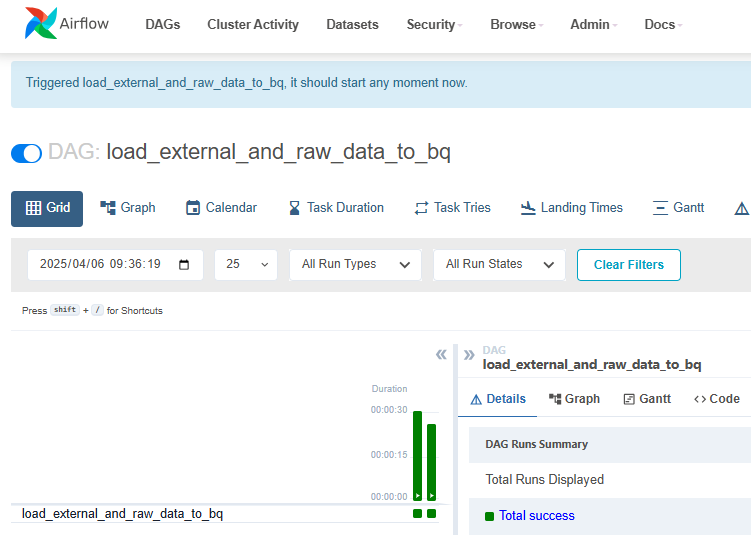 Airflow DAGs Cluster Activity Datasets Security Browse Admin Docs
Triggered load_external_and_raw_data_to_bq, it should start any moment now.
DAG: load_external_and_raw_data_to_bq
Grid Graph Calendar Task Duration Task Tries Landing Times Gantt
2025/04/06 09:36:19 25 All Run Types All Run States Clear Filters
Press shift + / for Shortcuts
DAG
load_external_and_raw_data_to_bq
Details Graph Gantt <> Code
Duration
00:00:30
00:00:15
00:00:00
load_external_and_raw_data_to_bq
DAG Runs Summary
Total Runs Displayed
Total success